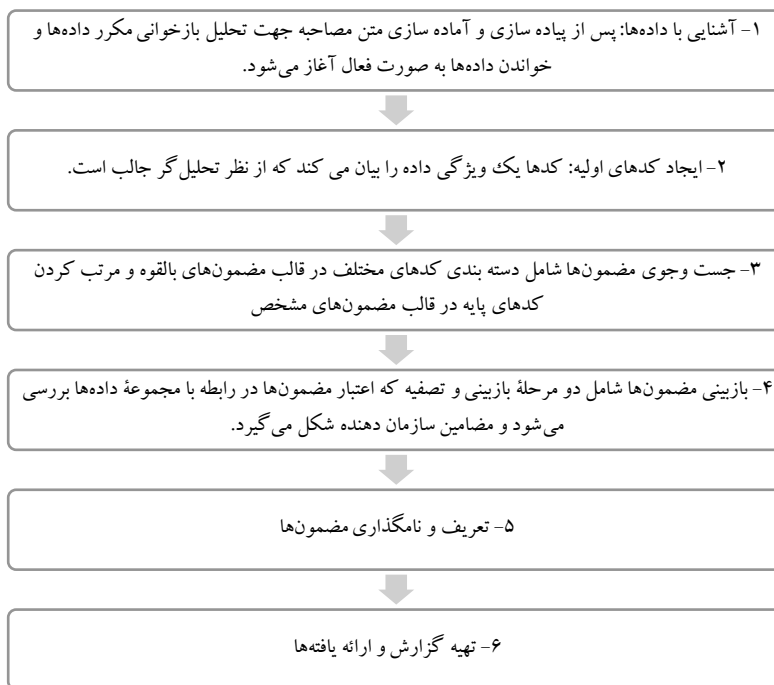 ۱- آشنایی با داده‌ها: پس از پیاده سازی و آماده سازی متن مصاحبه جهت تحلیل بازخوانی مکرر داده‌ها و
خواندن داده‌ها به صورت فعال آغاز می‌شود.
۲- ایجاد کدهای اولیه: کدها یک ویژگی داده را بیان می کند که از نظر تحلیل‌گر جالب است.
۳- جست وجوی مضمون‌ها شامل دسته بندی کدهای مختلف در قالب مضمون‌های بالقوه و مرتب کردن
کدهای پایه در قالب مضمون‌های مشخص
۴- بازبینی مضمون‌ها شامل دو مرحلهٔ بازبینی و تصفیه که اعتبار مضمون‌ها در رابطه با مجموعهٔ داده‌ها بررسی
می‌شود و مضامین سازمان دهنده شکل می‌گیرد.
۵- تعریف و نامگذاری مضمون‌ها
۶- تهیه گزارش و ارائه یافته‌ها